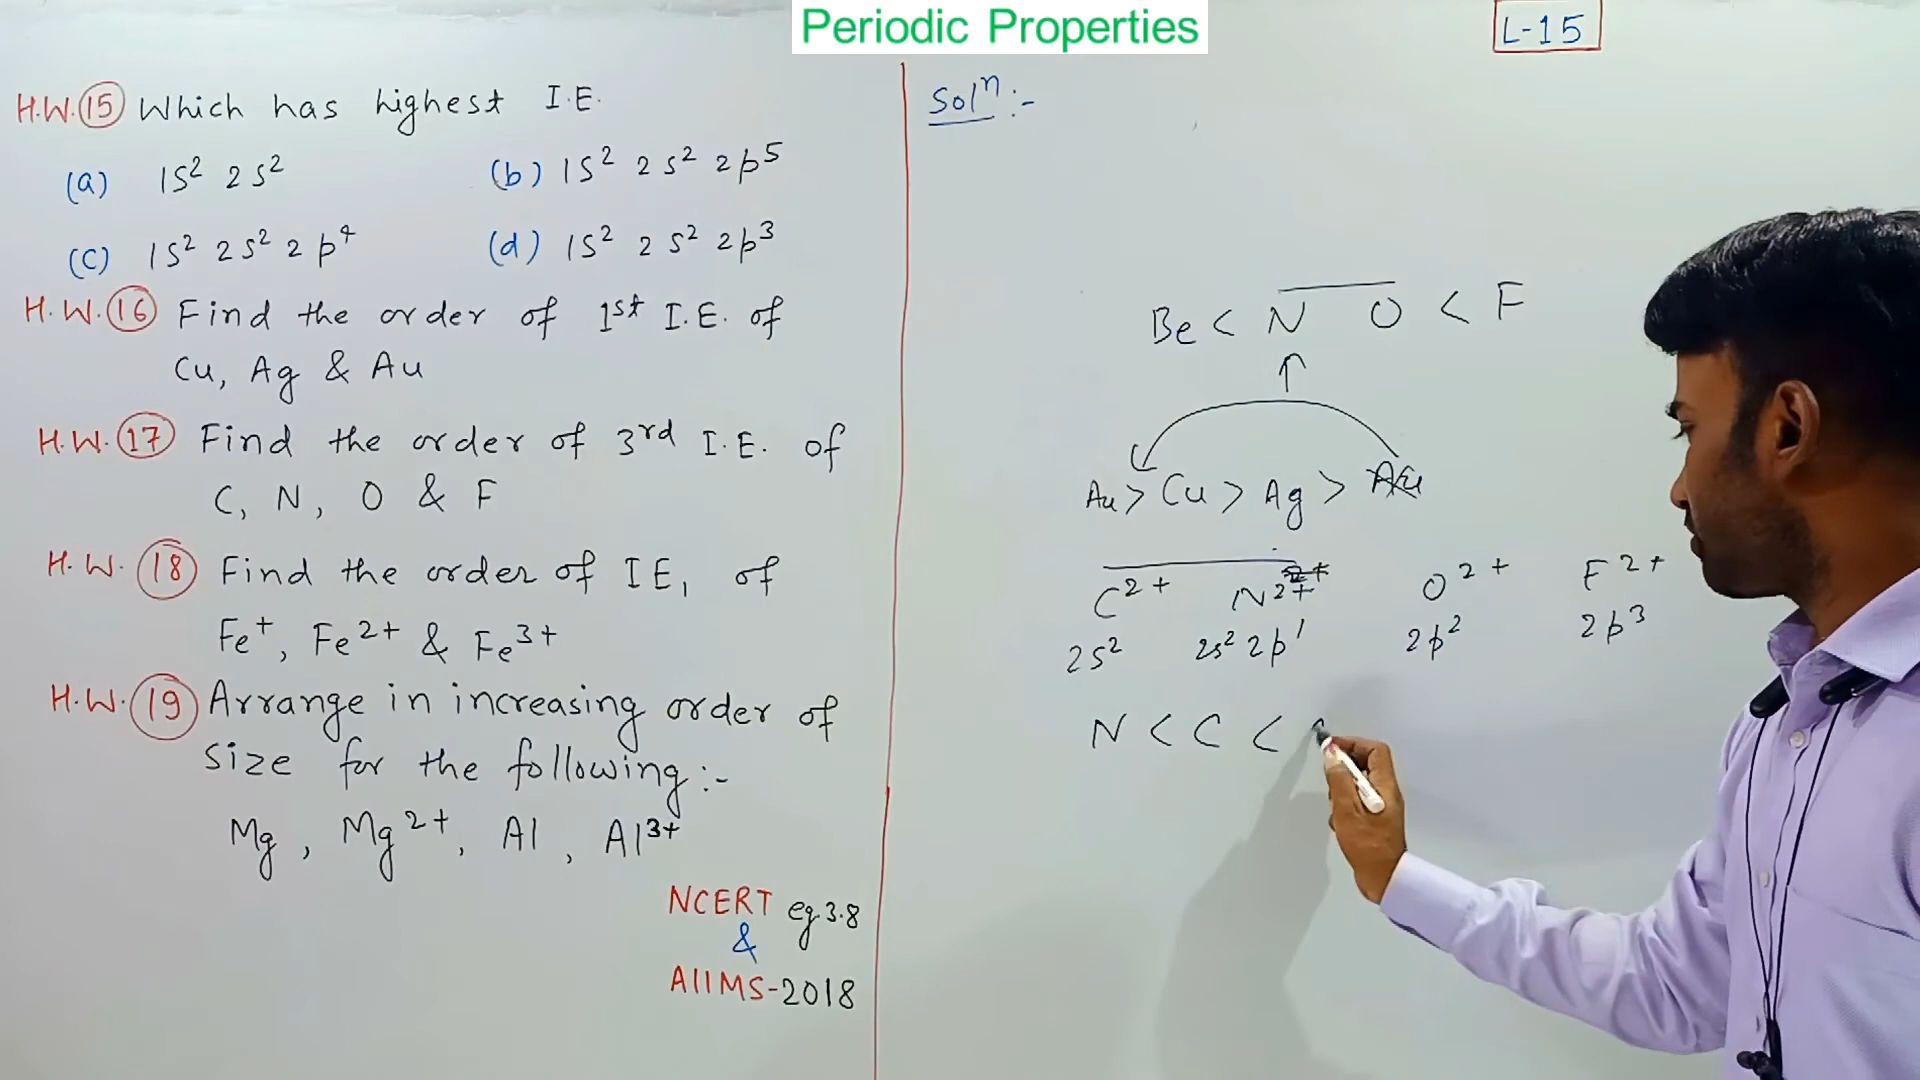 Periodic Properties
L-15
H.W. 15 Which has highest I.E.
(a) 1s² 2s² (b) 1s² 2s² 2p⁵
(c) 1s² 2s² 2p⁴ (d) 1s² 2s² 2p³
H.W. 16 Find the order of 1st I.E. of
Cu, Ag & Au
H.W. 17 Find the order of 3rd I.E. of
C, N, O & F
H.W. 18 Find the order of IE₁ of
Fe⁺, Fe²⁺ & Fe³⁺
H.W. 19 Arrange in increasing order of
size for the following:-
Mg, Mg²⁺, Al, Al³⁺
NCERT eg.3.8
&
AIIMS-2018
Solⁿ:-
Be < N O < F
↑
Au > Cu > Ag > Au
C²⁺ N²⁺ O²⁺ F²⁺
2s² 2s² 2p¹ 2p² 2p³
N < C <